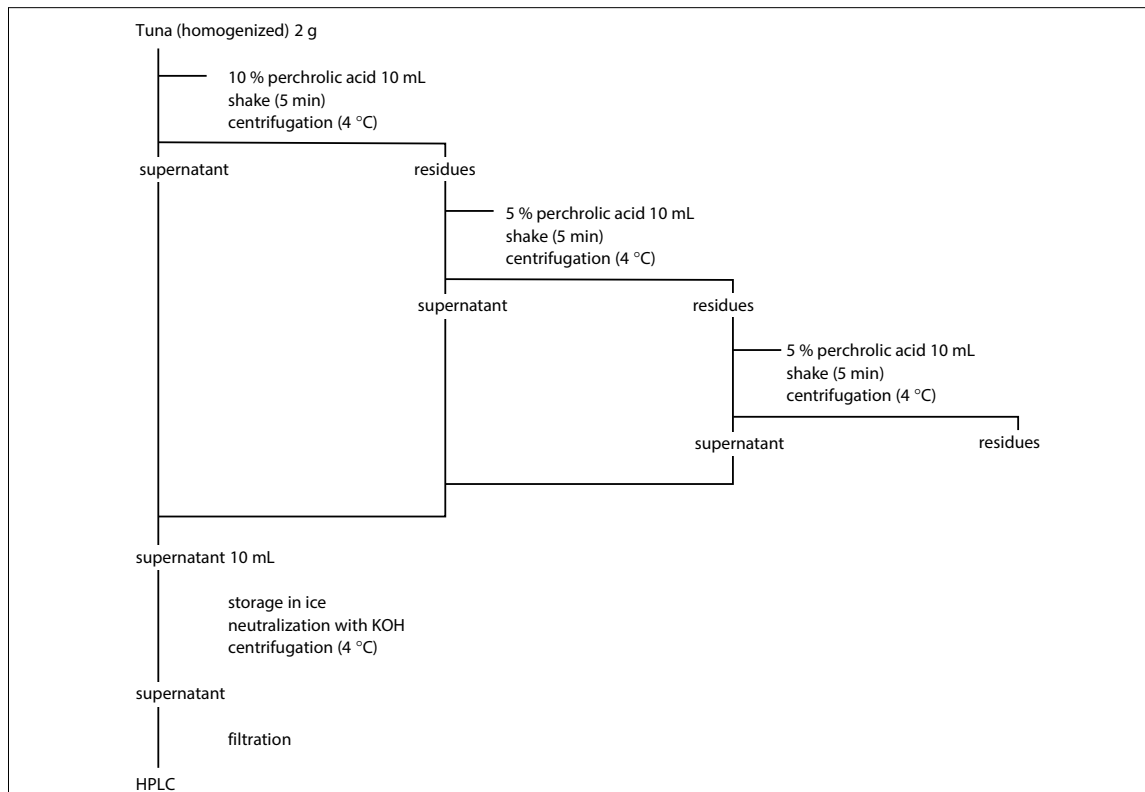 Tuna (homogenized) 2 g
10 % perchrolic acid 10 mL
shake (5 min)
centrifugation (4 °C)
supernatant
residues
5 % perchrolic acid 10 mL
shake (5 min)
centrifugation (4 °C)
supernatant
residues
5 % perchrolic acid 10 mL
shake (5 min)
centrifugation (4 °C)
supernatant
residues
supernatant 10 mL
storage in ice
neutralization with KOH
centrifugation (4 °C)
supernatant
filtration
HPLC